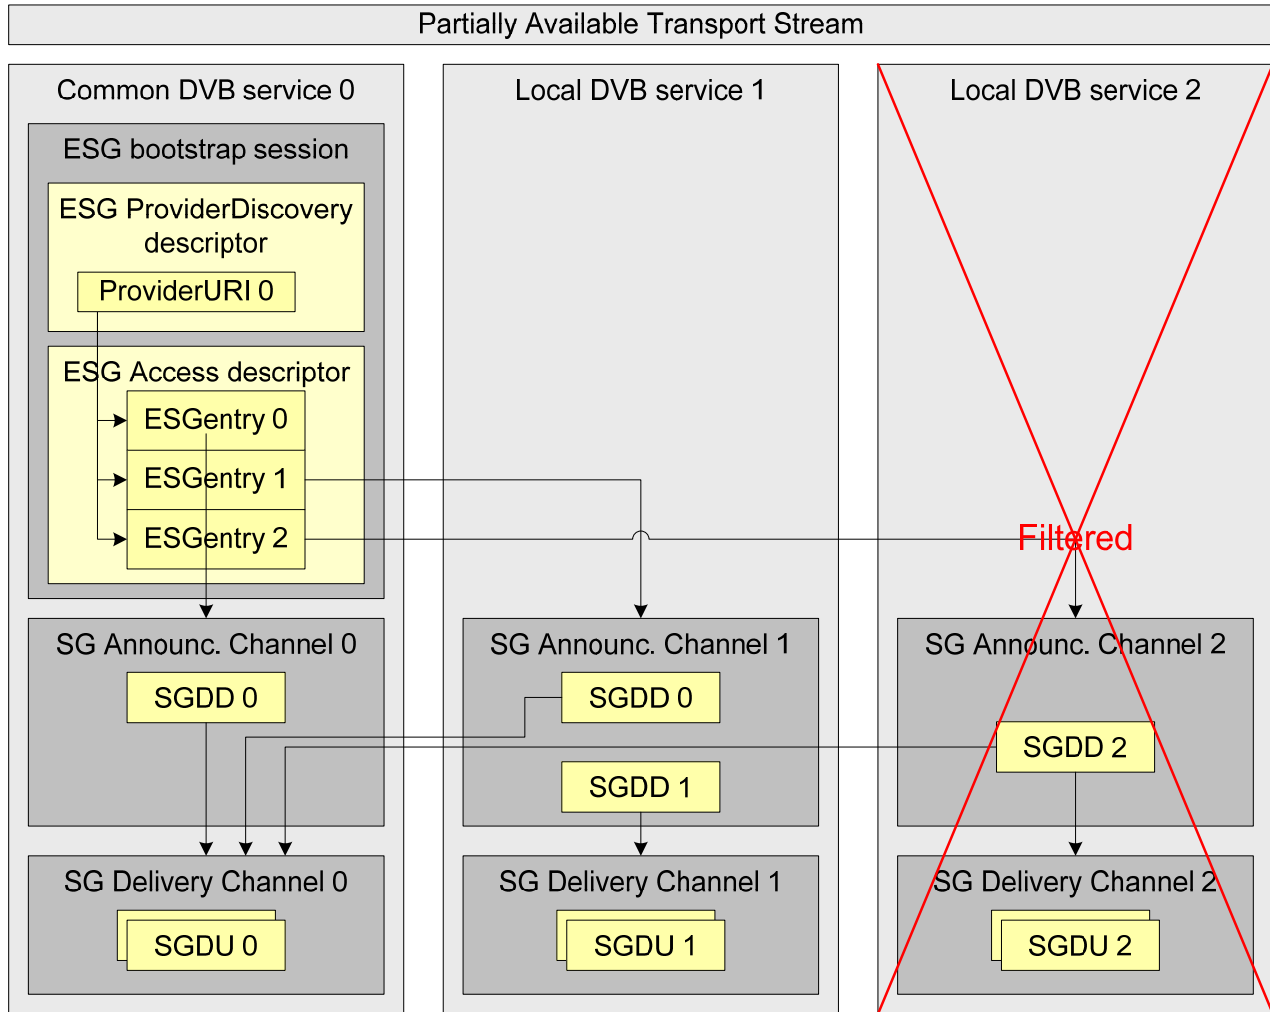 Partially Available Transport Stream
Common DVB service 0
ESG bootstrap session
ESG ProviderDiscovery
descriptor
ProviderURI 0
ESG Access descriptor
ESGentry 0
ESGentry 1
ESGentry 2
SG Announc. Channel 0
SGDD 0
SG Delivery Channel 0
SGDU 0
Local DVB service 1
SG Announc. Channel 1
SGDD 0
SGDD 1
SG Delivery Channel 1
SGDU 1
Local DVB service 2
Filtered
SG Announc. Channel 2
SGDD 2
SG Delivery Channel 2
SGDU 2